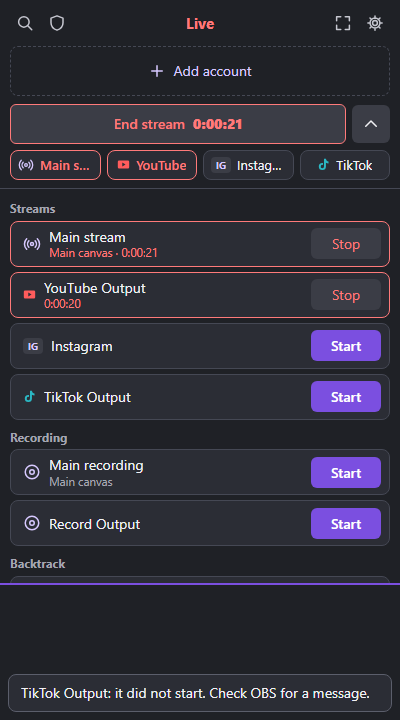 Live
Add account
End stream 0:00:21
Main s...
YouTube
IG Instag...
TikTok
Streams
Main stream
Main canvas · 0:00:21
Stop
YouTube Output
0:00:20
Stop
IG Instagram
Start
TikTok Output
Start
Recording
Main recording
Main canvas
Start
Record Output
Start
Backtrack
TikTok Output: it did not start. Check OBS for a message.